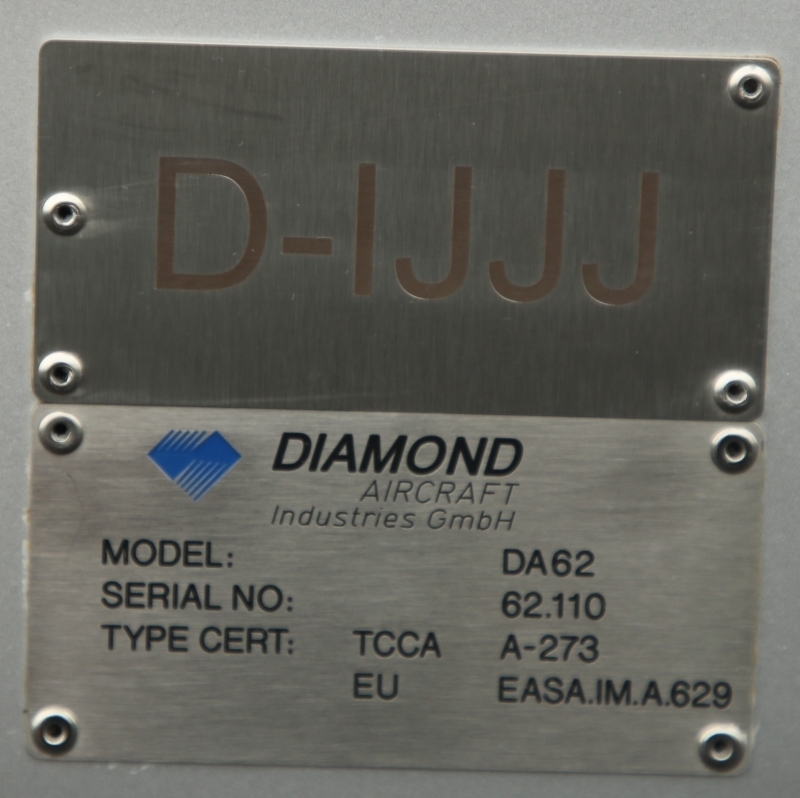 D-IJJJ
DIAMOND
AIRCRAFT
Industries GmbH
MODEL: DA62
SERIAL NO: 62.110
TYPE CERT: TCCA A-273
EU EASA.IM.A.629